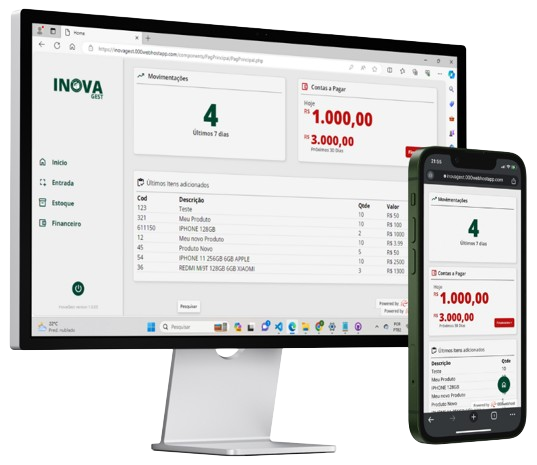 Home
https://inovagest.000webhostapp.com/components/PagPrincipal/PagPrincipal.php
INOVA
GEST
Inicio
Entrada
Estoque
Financeiro
Movimentações
4
Últimos 7 dias
Contas a Pagar
Hoje
R$ 1.000,00
R$ 3.000,00
Próximos 30 Dias
Últimos Itens adicionados
Cod Descrição Qtde Valor
123 Teste 10 R$ 50
321 Meu Produto 10 R$ 100
611150 IPHONE 128GB 2 R$ 1000
12 Meu novo Produto 10 R$ 3.99
45 Produto Novo 5 R$ 50
54 IPHONE 11 256GB 6GB APPLE 10 R$ 2500
36 REDMI Mi9T 128GB 6GB XIAOMI 3 R$ 1300
Pesquisar
Powered by
Powered by
22°C
Pred. nublado
Pesquisar
inovagest.000webhostapp.com
Movimentações
4
Últimos 7 dias
Contas a Pagar
Hoje
R$ 1.000,00
R$ 3.000,00
Próximos 30 Dias
Últimos Itens adicionados
Descrição Qtde
Teste 10
Meu Produto
IPHONE 128GB
Meu novo Produto
Produto Novo
Powered by